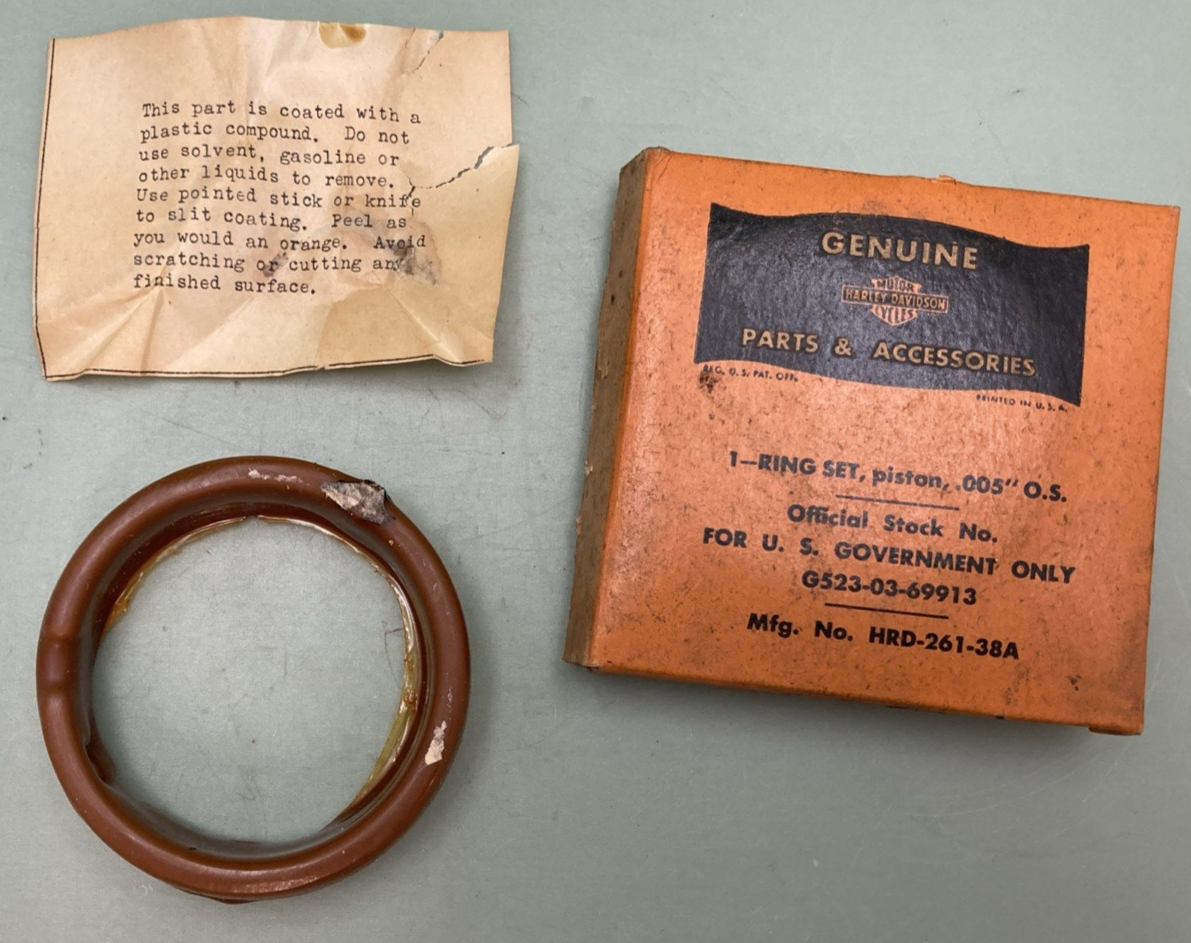 This part is coated with a
plastic compound. Do not
use solvent, gasoline or
other liquids to remove.
Use pointed stick or knife
to slit coating. Peel as
you would an orange. Avoid
scratching or cutting any
finished surface.
GENUINE
MOTOR
HARLEY-DAVIDSON
CYCLES
PARTS & ACCESSORIES
REG. U.S. PAT. OFF.
PRINTED IN U.S.A.
1—RING SET, piston, .005" O.S.
Official Stock No.
FOR U. S. GOVERNMENT ONLY
G523-03-69913
Mfg. No. HRD-261-38A